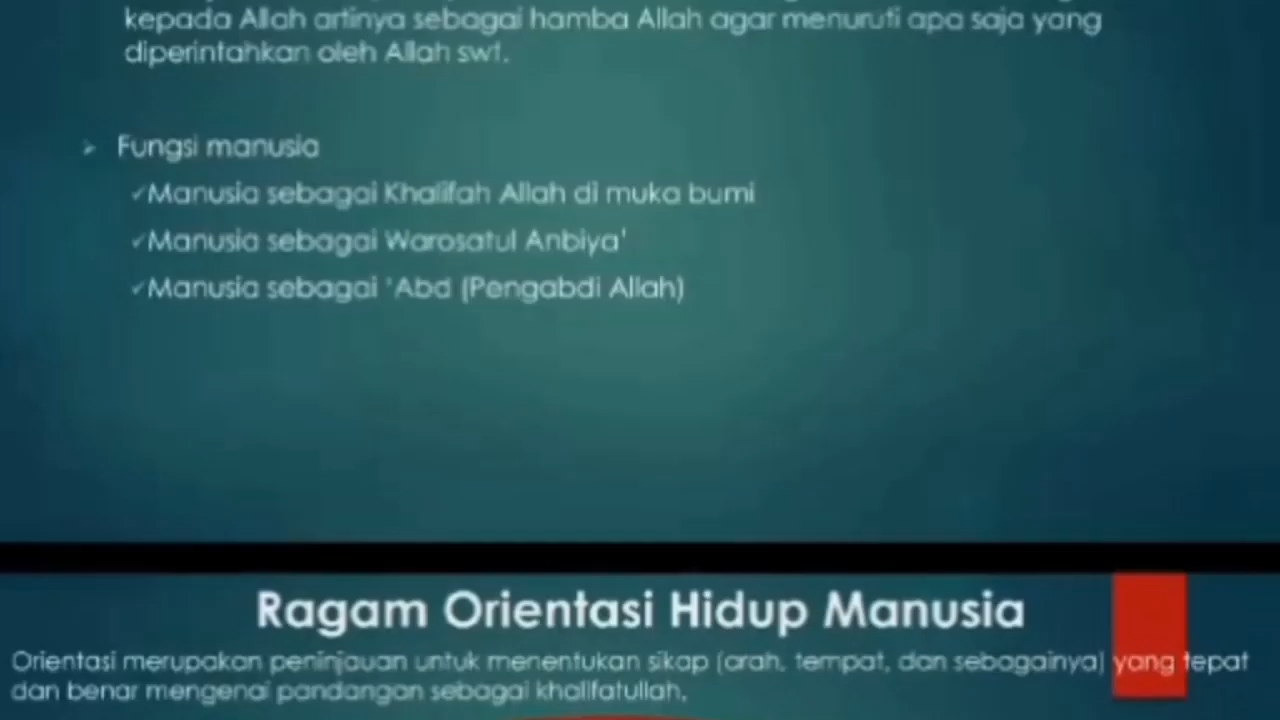 kepada Allah artinya sebagai hamba Allah agar menuruti apa saja yang
diperintahkan oleh Allah swt.
Fungsi manusia
Manusia sebagai Khalifah Allah di muka bumi
Manusia sebagai Warosatul Anbiya'
Manusia sebagai 'Abd (Pengabdi Allah)
Ragam Orientasi Hidup Manusia
Orientasi merupakan peninjauan untuk menentukan sikap (arah, tempat, dan sebagainya) yang tepat
dan benar mengenai pandangan sebagai khalifatullah.